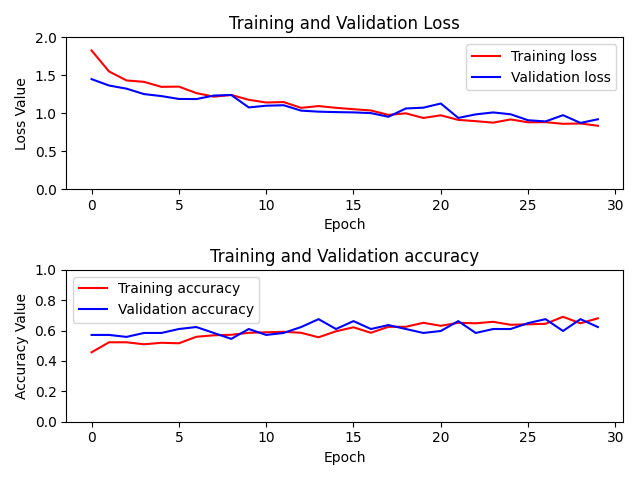 Training and Validation Loss
2.0
1.5
1.0
0.5
0.0
Loss Value
Training loss
Validation loss
0 5 10 15 20 25 30
Epoch
Training and Validation accuracy
1.0
0.8
0.6
0.4
0.2
0.0
Accuracy Value
Training accuracy
Validation accuracy
0 5 10 15 20 25 30
Epoch